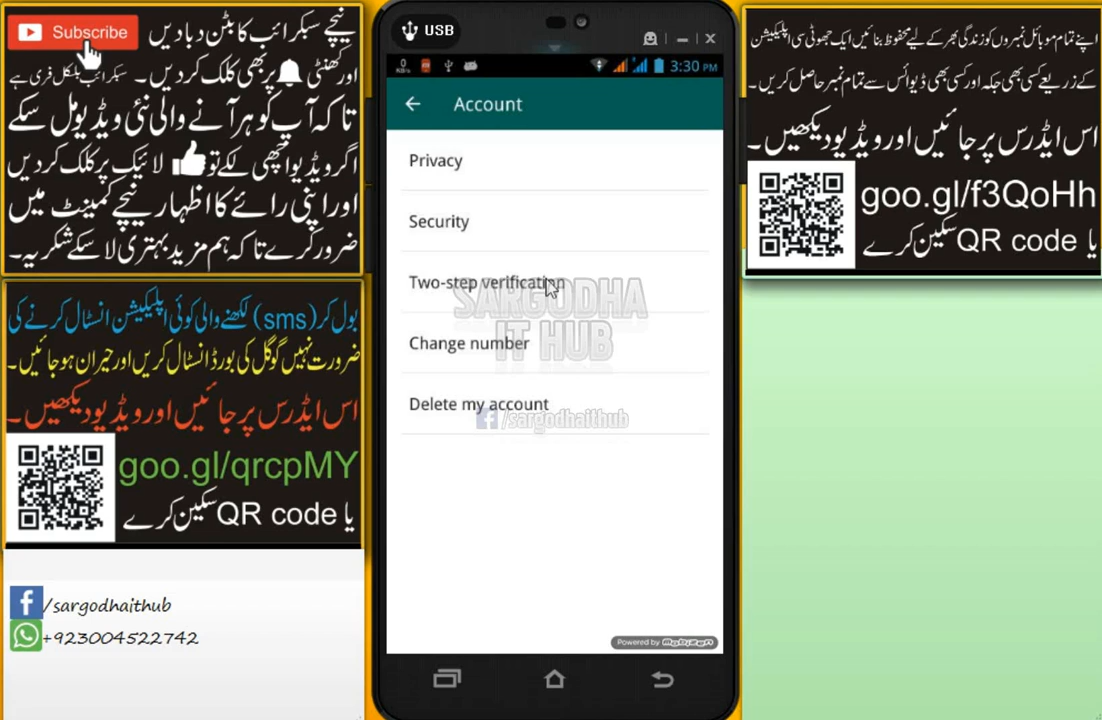 Subscribe نیچے سبکرائب کا بٹن دبا دیں
اور گھنٹی پر بھی کلک کر دیں۔ سبکرائب بلکل فری ہے
تا کہ آپ کو ہر آنے والی نئی ویڈیو مل سکے
اگر ویڈیو اچھی لگے تو لائیک پر کلک کر دیں
اور اپنی رائے کا اظہار نیچے کمینٹ میں
ضرور کرے تا کہ ہم مزید بہتری لا سکے شکریہ۔
بول کر (sms) لکھنے والی کوئی اپلیکیشن انسٹال کرنے کی
ضرورت نہیں گوگل کی بورڈ انسٹال کریں اور حیران ہو جائیں۔
اس ایڈرس پر جائیں اور ویڈیو دیکھیں۔
goo.gl/qrcpMY
یا QR code سکین کرے
/sargodhaithub
+923004522742
USB
0 KB/s
3:30 PM
Account
Privacy
Security
Two-step verification
SARGODHA
IT HUB
Change number
Delete my account
/sargodhaithub
Powered by Mobizen
اپنے تمام موبائل نمبروں کو زندگی بھر کے لیے محفوظ بنائیں ایک چھوٹی سی اپلیکیشن
کے زریعے کسی بھی جگہ اور کسی بھی ڈیوائس سے تمام نمبر حاصل کریں۔
اس ایڈرس پر جائیں اور ویڈیو دیکھیں۔
goo.gl/f3QoHh
یا QR code سکین کرے